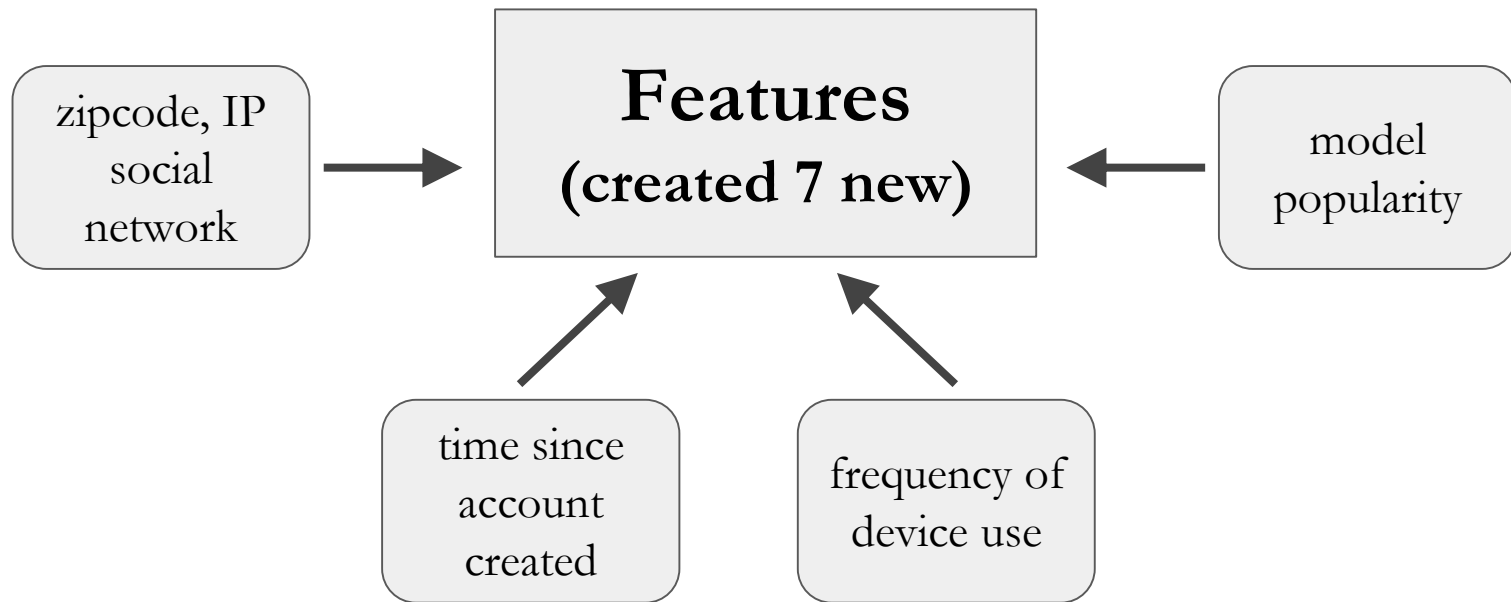 Features
(created 7 new)
zipcode, IP
social
network
model
popularity
time since
account
created
frequency of
device use